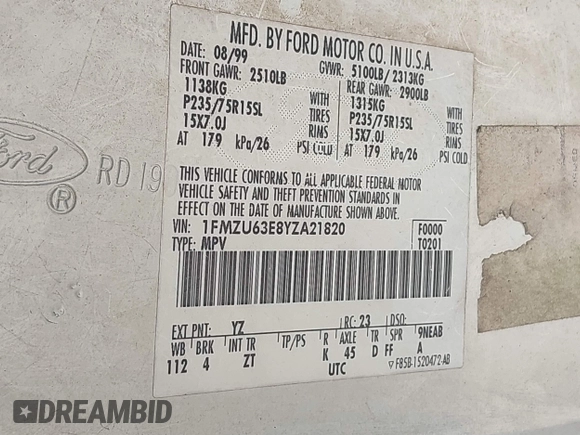 MFD. BY FORD MOTOR CO. IN U.S.A.
DATE: 08/99 GVWR: 5100LB/ 2313KG
FRONT GAWR: 2510LB REAR GAWR: 2900LB
1138KG WITH 1315KG WITH
P235/75R15SL TIRES P235/75R15SL TIRES
15X7.0J RIMS 15X7.0J RIMS
AT 179 kPa/26 PSI COLD AT 179 kPa/26 PSI COLD
THIS VEHICLE CONFORMS TO ALL APPLICABLE FEDERAL MOTOR
VEHICLE SAFETY AND THEFT PREVENTION STANDARDS IN
EFFECT ON THE DATE OF MANUFACTURE SHOWN ABOVE.
VIN: 1FMZU63E8YZA21820 F0000
TYPE: MPV T0201
EXT PNT: YZ RC: 23 DSO:
WB BRK INT TR TP/PS R AXLE TR SPR 9NEAB
112 4 ZT K 45 D FF A
UTC ▽F85B-1520472-AB
Ford ® RD 19
DREAMBID